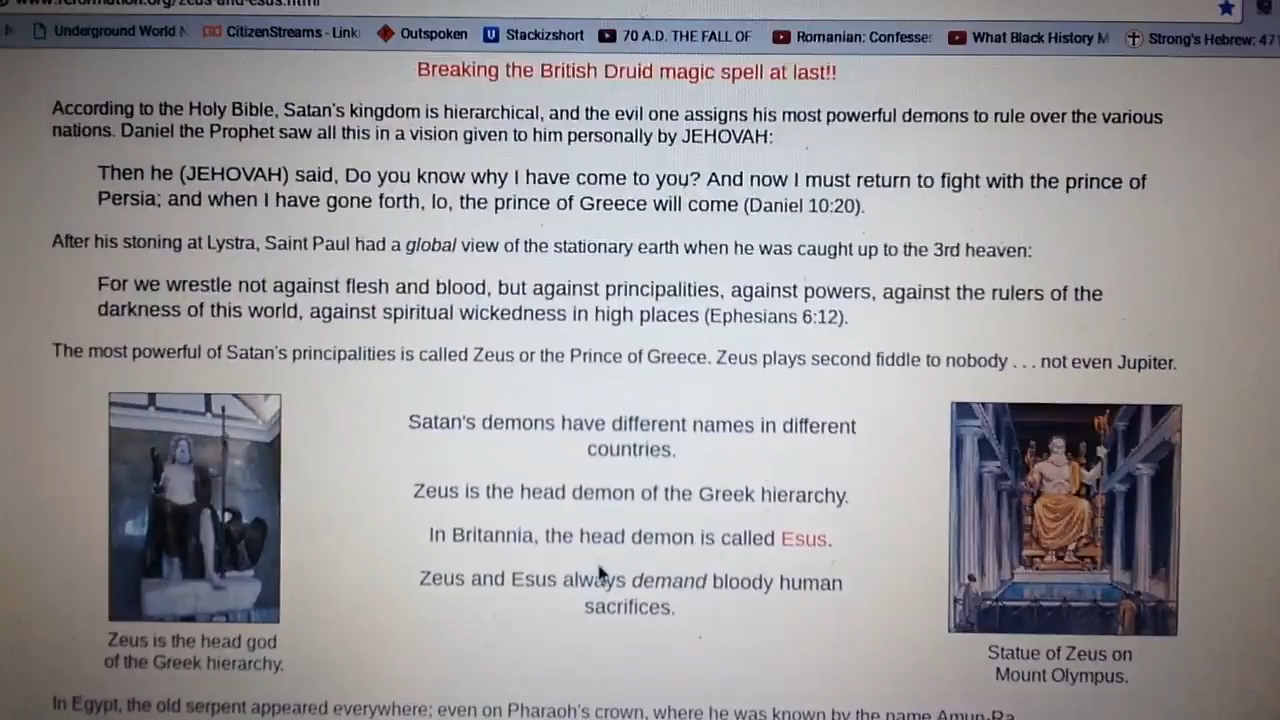 www.reformation.org/zeus-and-esus.html
Underground World N
CitizenStreams - Link
Outspoken
Stackizshort
70 A.D. THE FALL OF
Romanian: Confesse
What Black History M
Strong's Hebrew: 47
Breaking the British Druid magic spell at last!!
According to the Holy Bible, Satan's kingdom is hierarchical, and the evil one assigns his most powerful demons to rule over the various
nations. Daniel the Prophet saw all this in a vision given to him personally by JEHOVAH:
Then he (JEHOVAH) said, Do you know why I have come to you? And now I must return to fight with the prince of
Persia; and when I have gone forth, lo, the prince of Greece will come (Daniel 10:20).
After his stoning at Lystra, Saint Paul had a global view of the stationary earth when he was caught up to the 3rd heaven:
For we wrestle not against flesh and blood, but against principalities, against powers, against the rulers of the
darkness of this world, against spiritual wickedness in high places (Ephesians 6:12).
The most powerful of Satan's principalities is called Zeus or the Prince of Greece. Zeus plays second fiddle to nobody . . . not even Jupiter.
Satan's demons have different names in different
countries.
Zeus is the head demon of the Greek hierarchy.
In Britannia, the head demon is called Esus.
Zeus and Esus always demand bloody human
sacrifices.
Zeus is the head god
of the Greek hierarchy.
Statue of Zeus on
Mount Olympus.
In Egypt, the old serpent appeared everywhere; even on Pharaoh's crown, where he was known by the name Amun-Ra